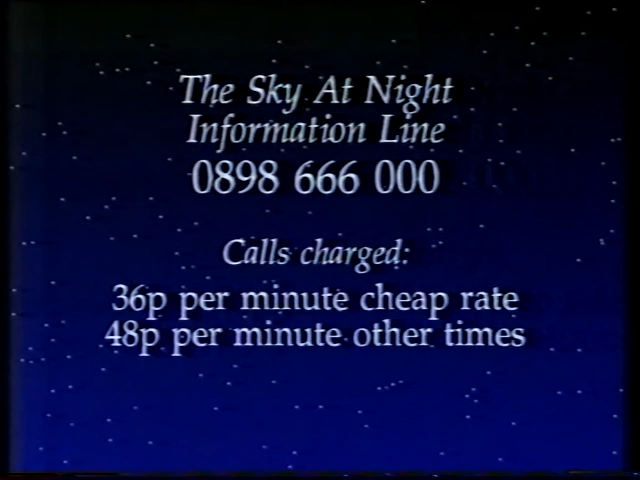 The Sky At Night
Information Line
0898 666 000
Calls charged:
36p per minute cheap rate
48p per minute other times